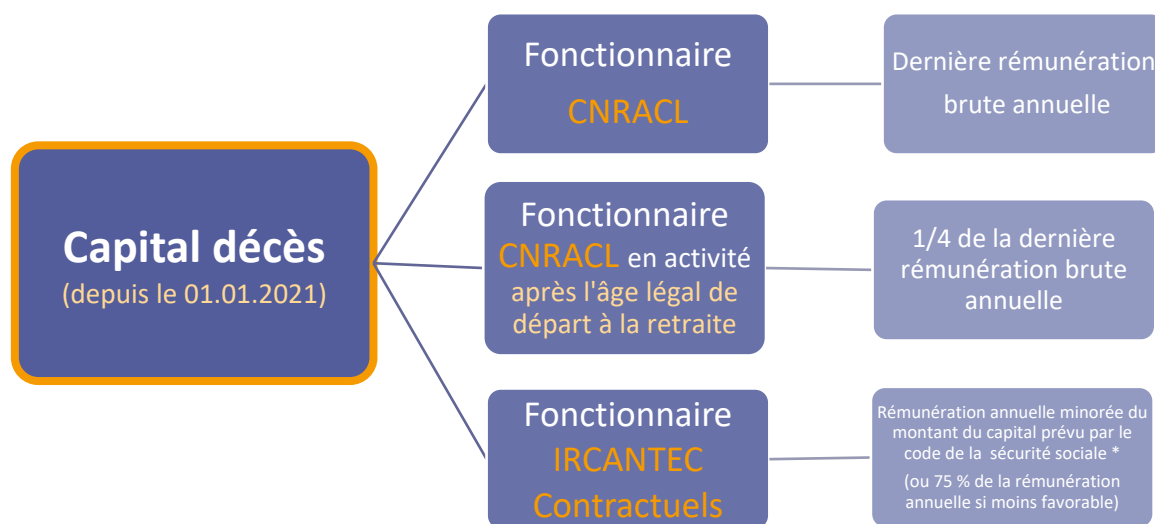 Capital décès
(depuis le 01.01.2021)
Fonctionnaire
CNRACL
Dernière rémunération
brute annuelle
Fonctionnaire
CNRACL en activité
après l'âge légal de
départ à la retraite
1/4 de la dernière
rémunération brute
annuelle
Fonctionnaire
IRCANTEC
Contractuels
Rémunération annuelle minorée du
montant du capital prévu par le
code de la sécurité sociale *
(ou 75 % de la rémunération
annuelle si moins favorable)